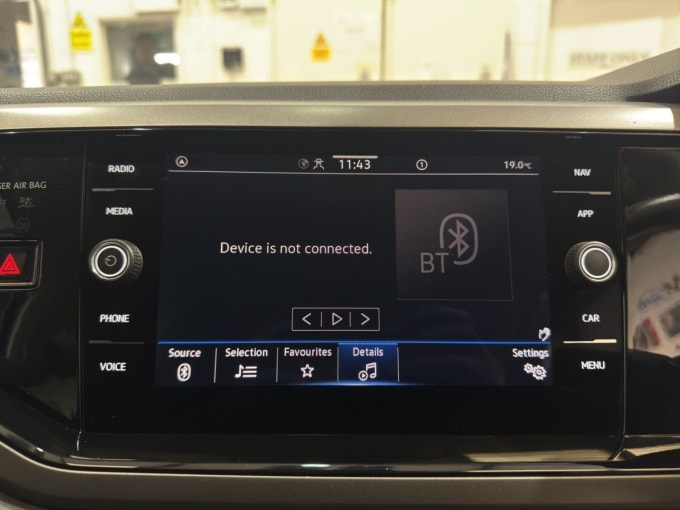 RADIO
MEDIA
PHONE
VOICE
AIR BAG
11:43
1
19.0°C
Device is not connected.
BT
Source
Selection
Favourites
Details
Settings
NAV
APP
CAR
MENU